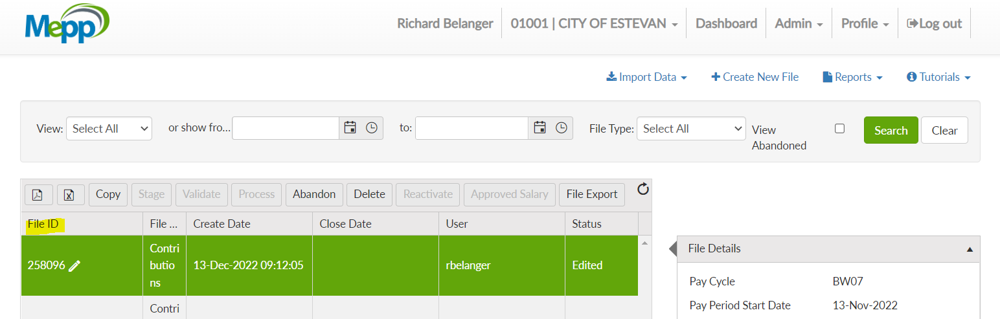 Mepp
Richard Belanger 01001 | CITY OF ESTEVAN Dashboard Admin Profile Log out
Import Data Create New File Reports Tutorials
View: Select All or show fro... to: File Type: Select All View Abandoned Search Clear
Copy Stage Validate Process Abandon Delete Reactivate Approved Salary File Export
File ID File ... Create Date Close Date User Status
258096 Contri
butio
ns 13-Dec-2022 09:12:05 rbelanger Edited
Contri
File Details
Pay Cycle BW07
Pay Period Start Date 13-Nov-2022